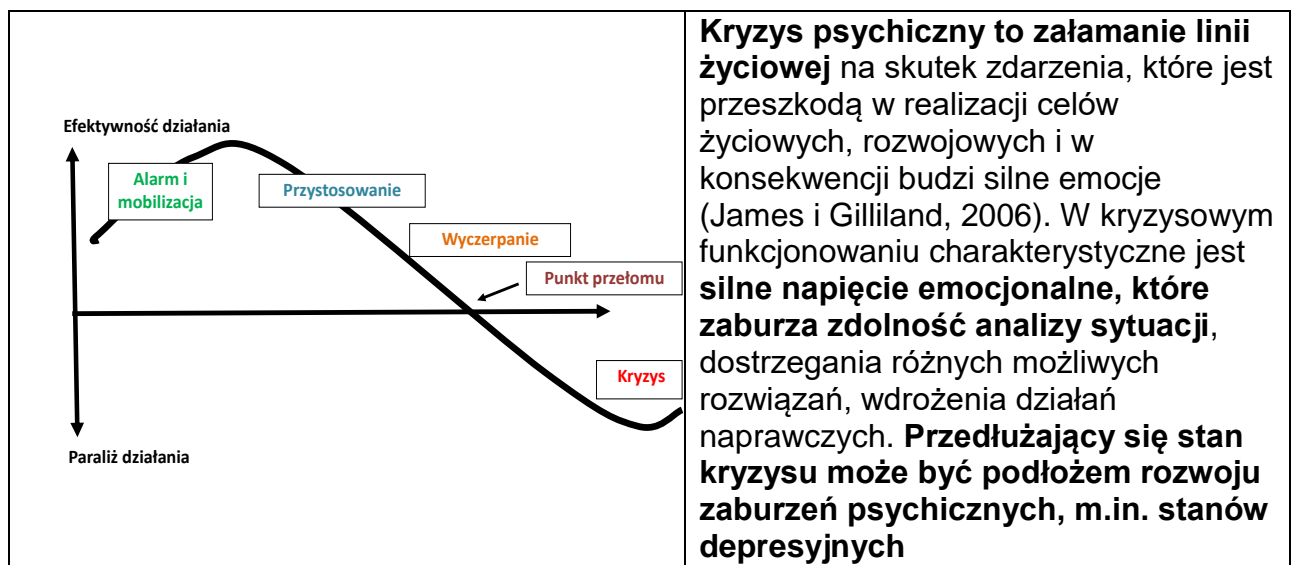 Efektywność działania
Alarm i
mobilizacja
Przystosowanie
Wyczerpanie
Punkt przełomu
Kryzys
Paraliż działania
Kryzys psychiczny to załamanie linii
życiowej na skutek zdarzenia, które jest
przeszkodą w realizacji celów
życiowych, rozwojowych i w
konsekwencji budzi silne emocje
(James i Gilliland, 2006). W kryzysowym
funkcjonowaniu charakterystyczne jest
silne napięcie emocjonalne, które
zaburza zdolność analizy sytuacji,
dostrzegania różnych możliwych
rozwiązań, wdrożenia działań
naprawczych. Przedłużający się stan
kryzysu może być podłożem rozwoju
zaburzeń psychicznych, m.in. stanów
depresyjnych